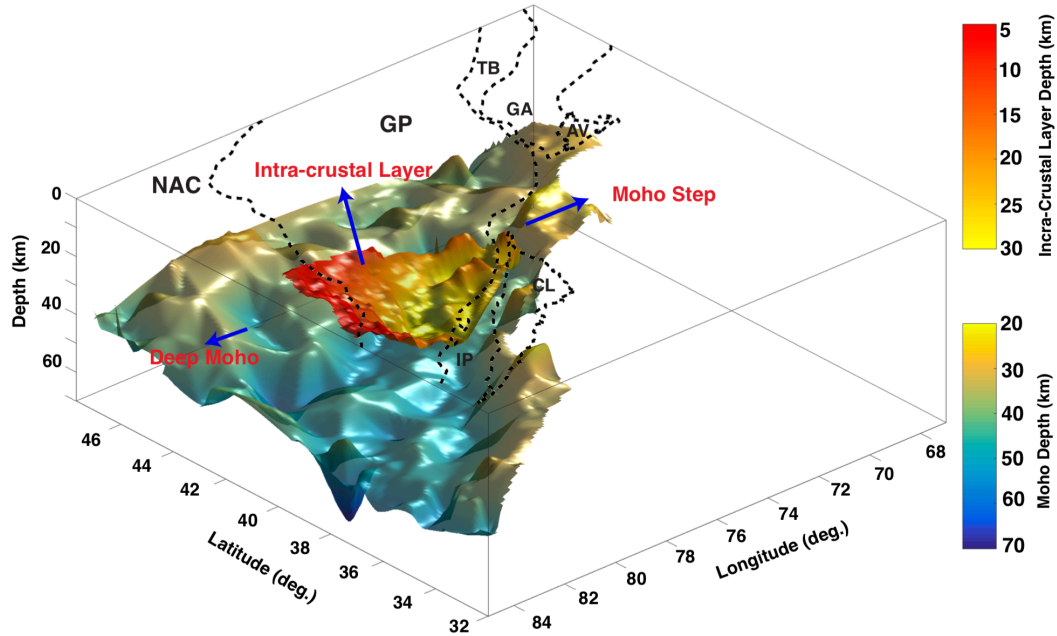 TB
GA
AV
GP
NAC
Intra-crustal Layer
Moho Step
CL
IP
Deep Moho
0
20
40
60
Depth (km)
46
44
42
40
38
36
34
32
Latitude (deg.)
84
82
80
78
76
74
72
70
68
Longitude (deg.)
5
10
15
20
25
30
Incra-Crustal Layer Depth (km)
20
30
40
50
60
70
Moho Depth (km)